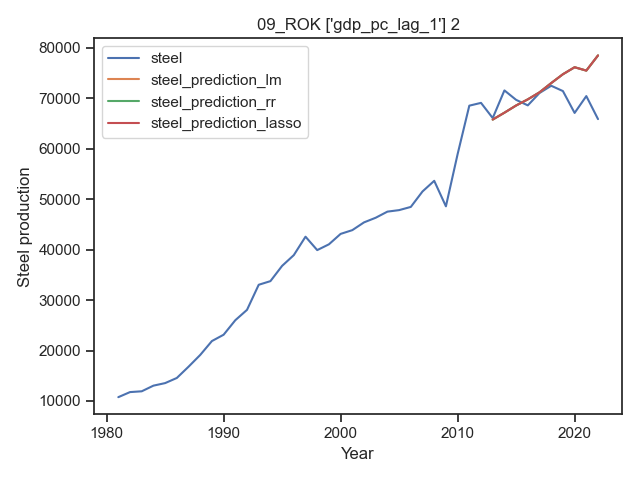 09_ROK ['gdp_pc_lag_1'] 2
80000
70000
60000
50000
40000
30000
20000
10000
Steel production
steel
steel_prediction_lm
steel_prediction_rr
steel_prediction_lasso
1980
1990
2000
2010
2020
Year